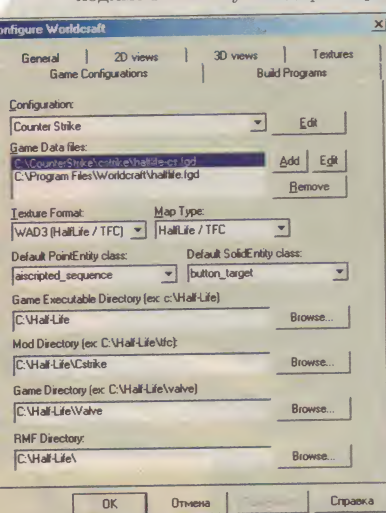 onfigure Worldcraft
General 2D views 3D views Textures
Game Configurations Build Programs
Configuration:
Counter Strike Edit
Game Data files:
C:\CounterStrike\cstrike\halflife-cs.fgd Add Edit
C:\Program Files\Worldcraft\halflife.fgd
Remove
Texture Format: Map Type:
WAD3 (HalfLife / TFC) HalfLife / TFC
Default PointEntity class: Default SolidEntity class:
aiscripted_sequence button_target
Game Executable Directory (ex: c:\Half-Life)
C:\Half-Life Browse...
Mod Directory (ex: C:\Half-Life\tfc):
C:\Half-Life\Cstrike Browse...
Game Directory (ex: C:\Half-Life\valve)
C:\Half-Life\Valve Browse...
RMF Directory:
C:\Half-Life\ Browse...
OK Отмена Справка